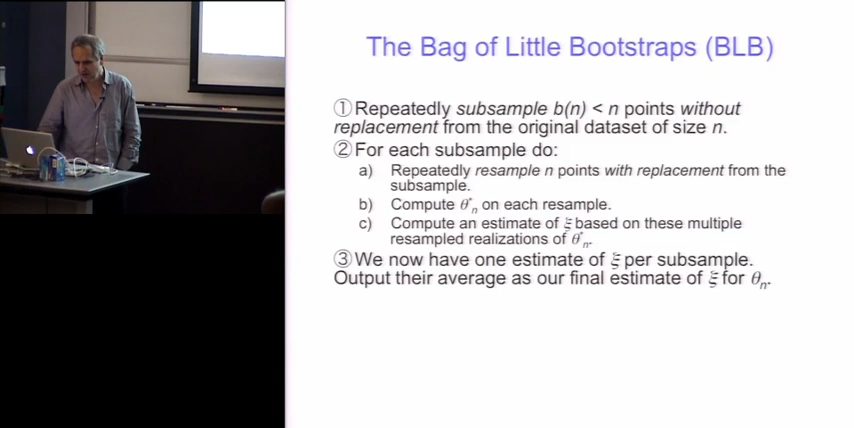 The Bag of Little Bootstraps (BLB)
① Repeatedly subsample b(n) < n points without
replacement from the original dataset of size n.
② For each subsample do:
a) Repeatedly resample n points with replacement from the
subsample.
b) Compute θ*n on each resample.
c) Compute an estimate of ξ based on these multiple
resampled realizations of θ*n.
③ We now have one estimate of ξ per subsample.
Output their average as our final estimate of ξ for θn.